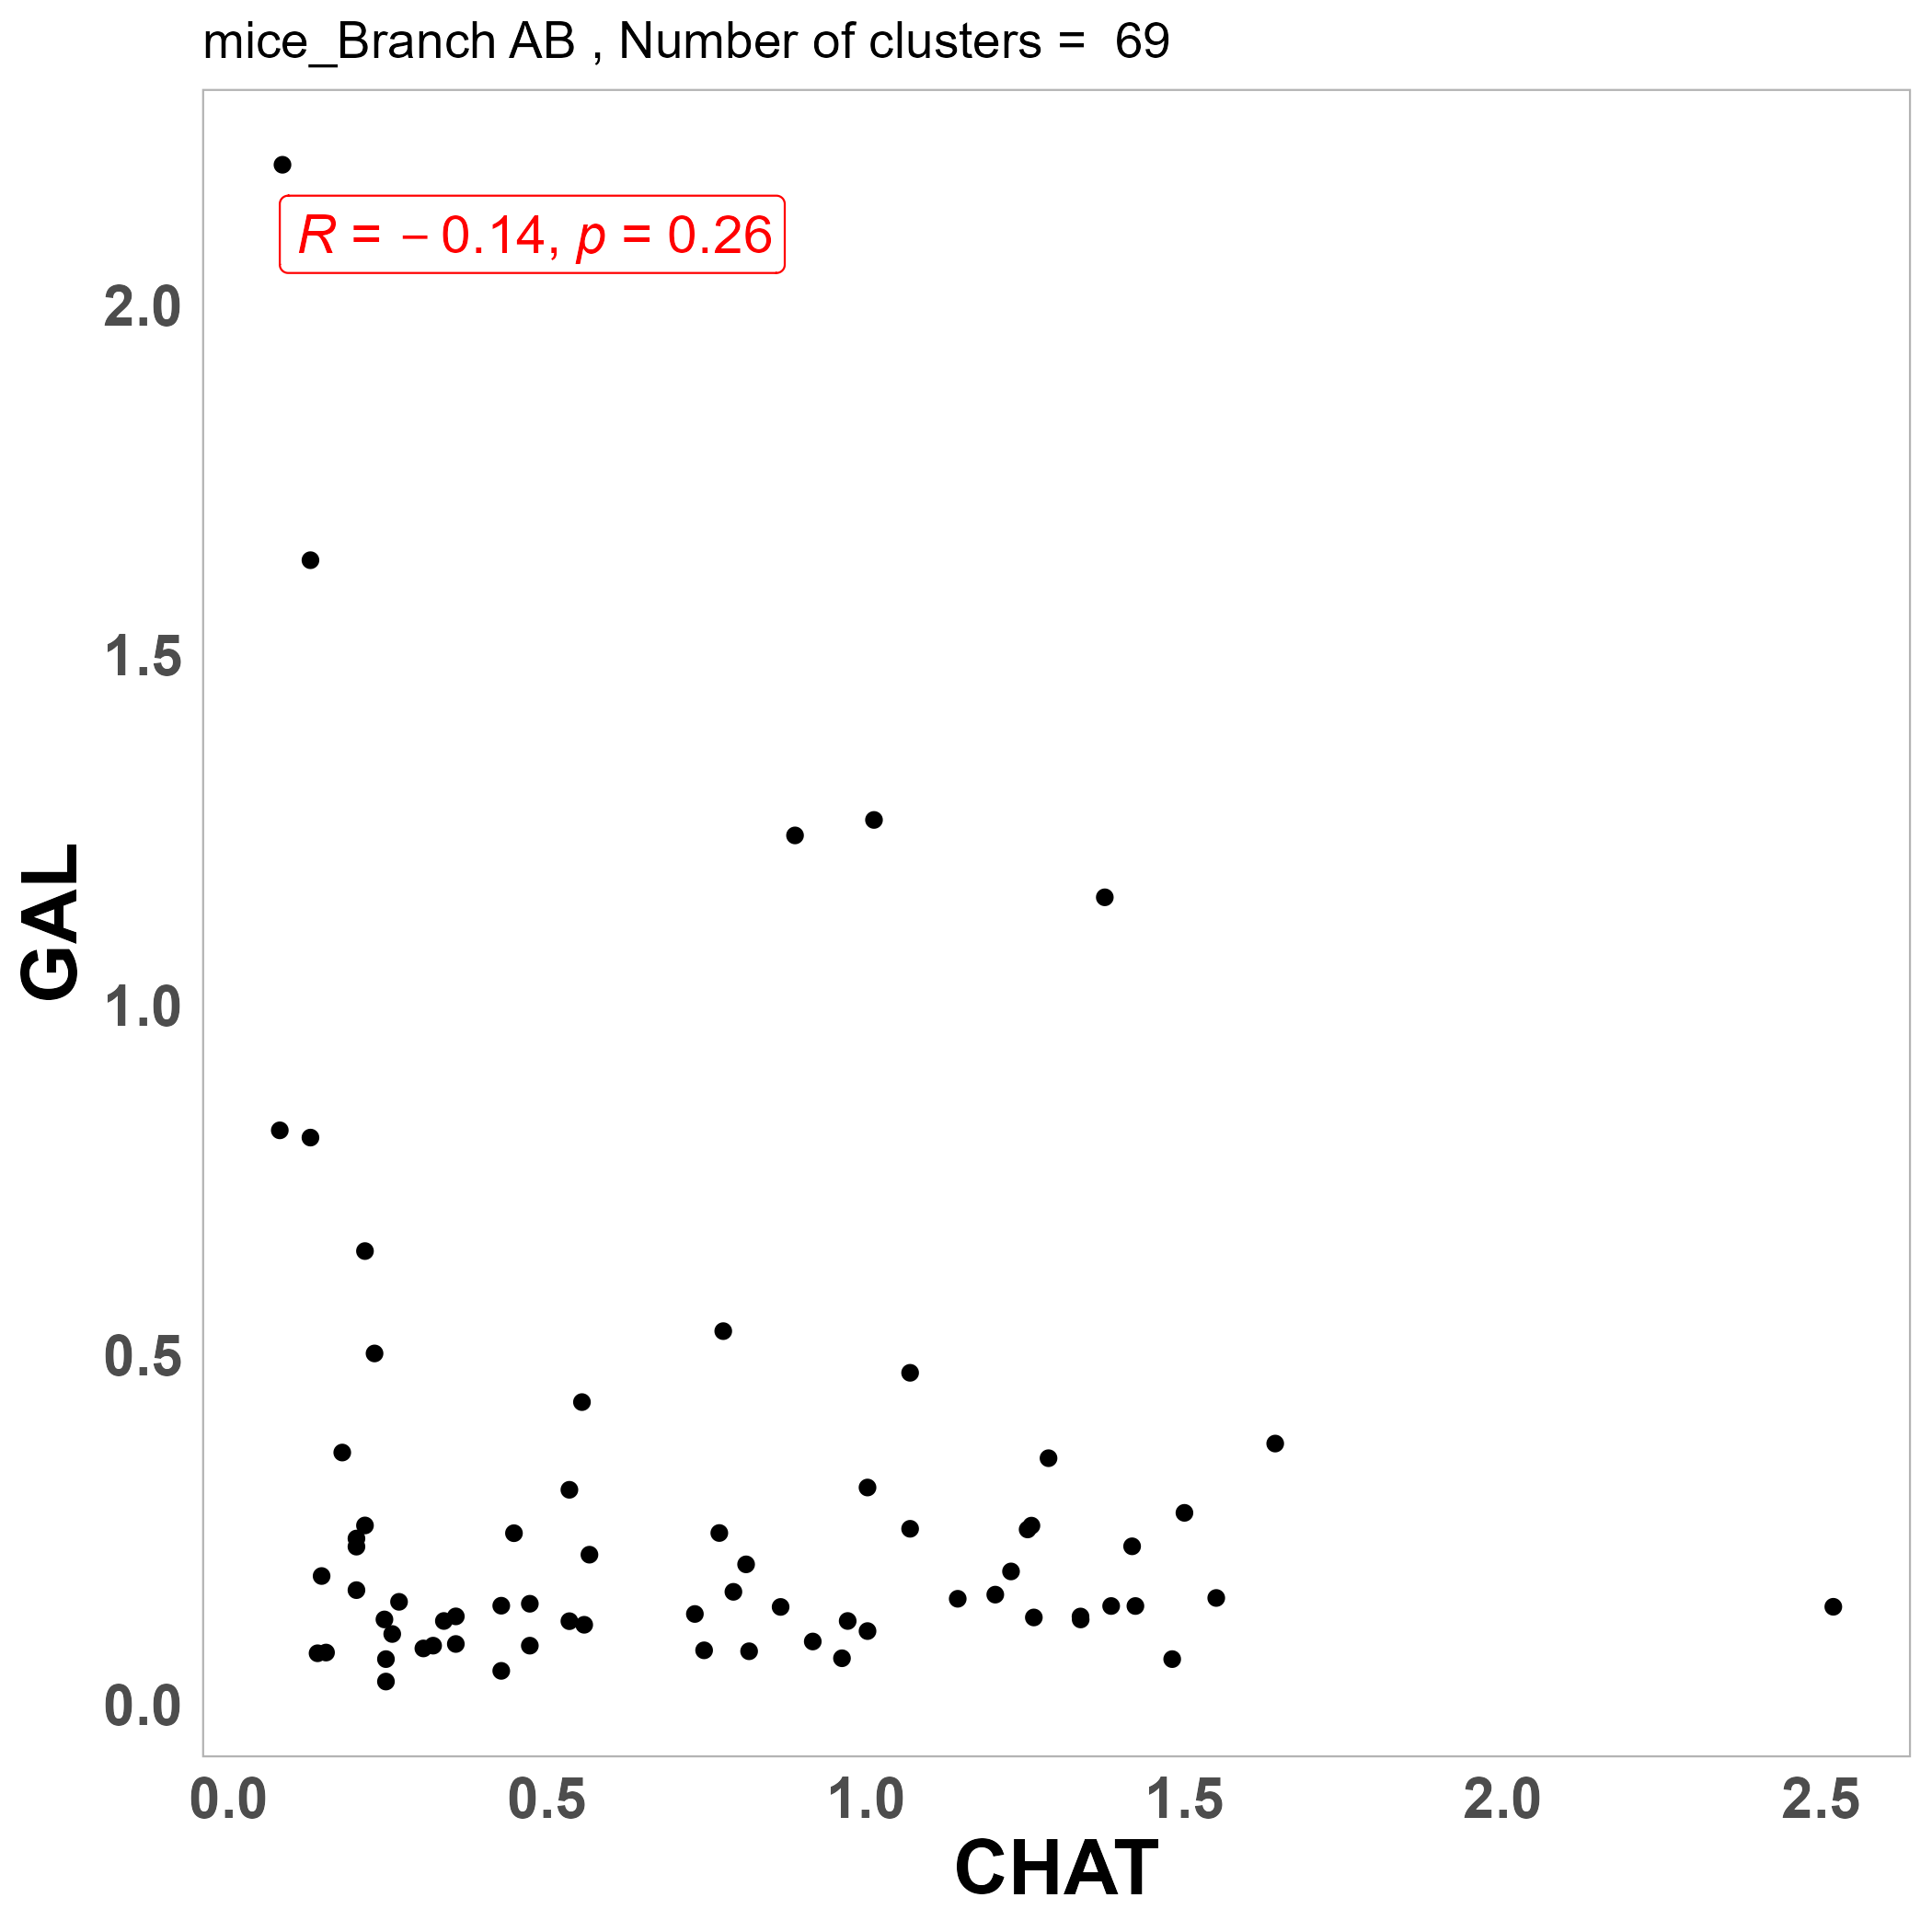 mice_Branch AB , Number of clusters =  69
R = – 0.14, p = 0.26
2.0
1.5
1.0
0.5
0.0
GAL
0.0 0.5 1.0 1.5 2.0 2.5
CHAT